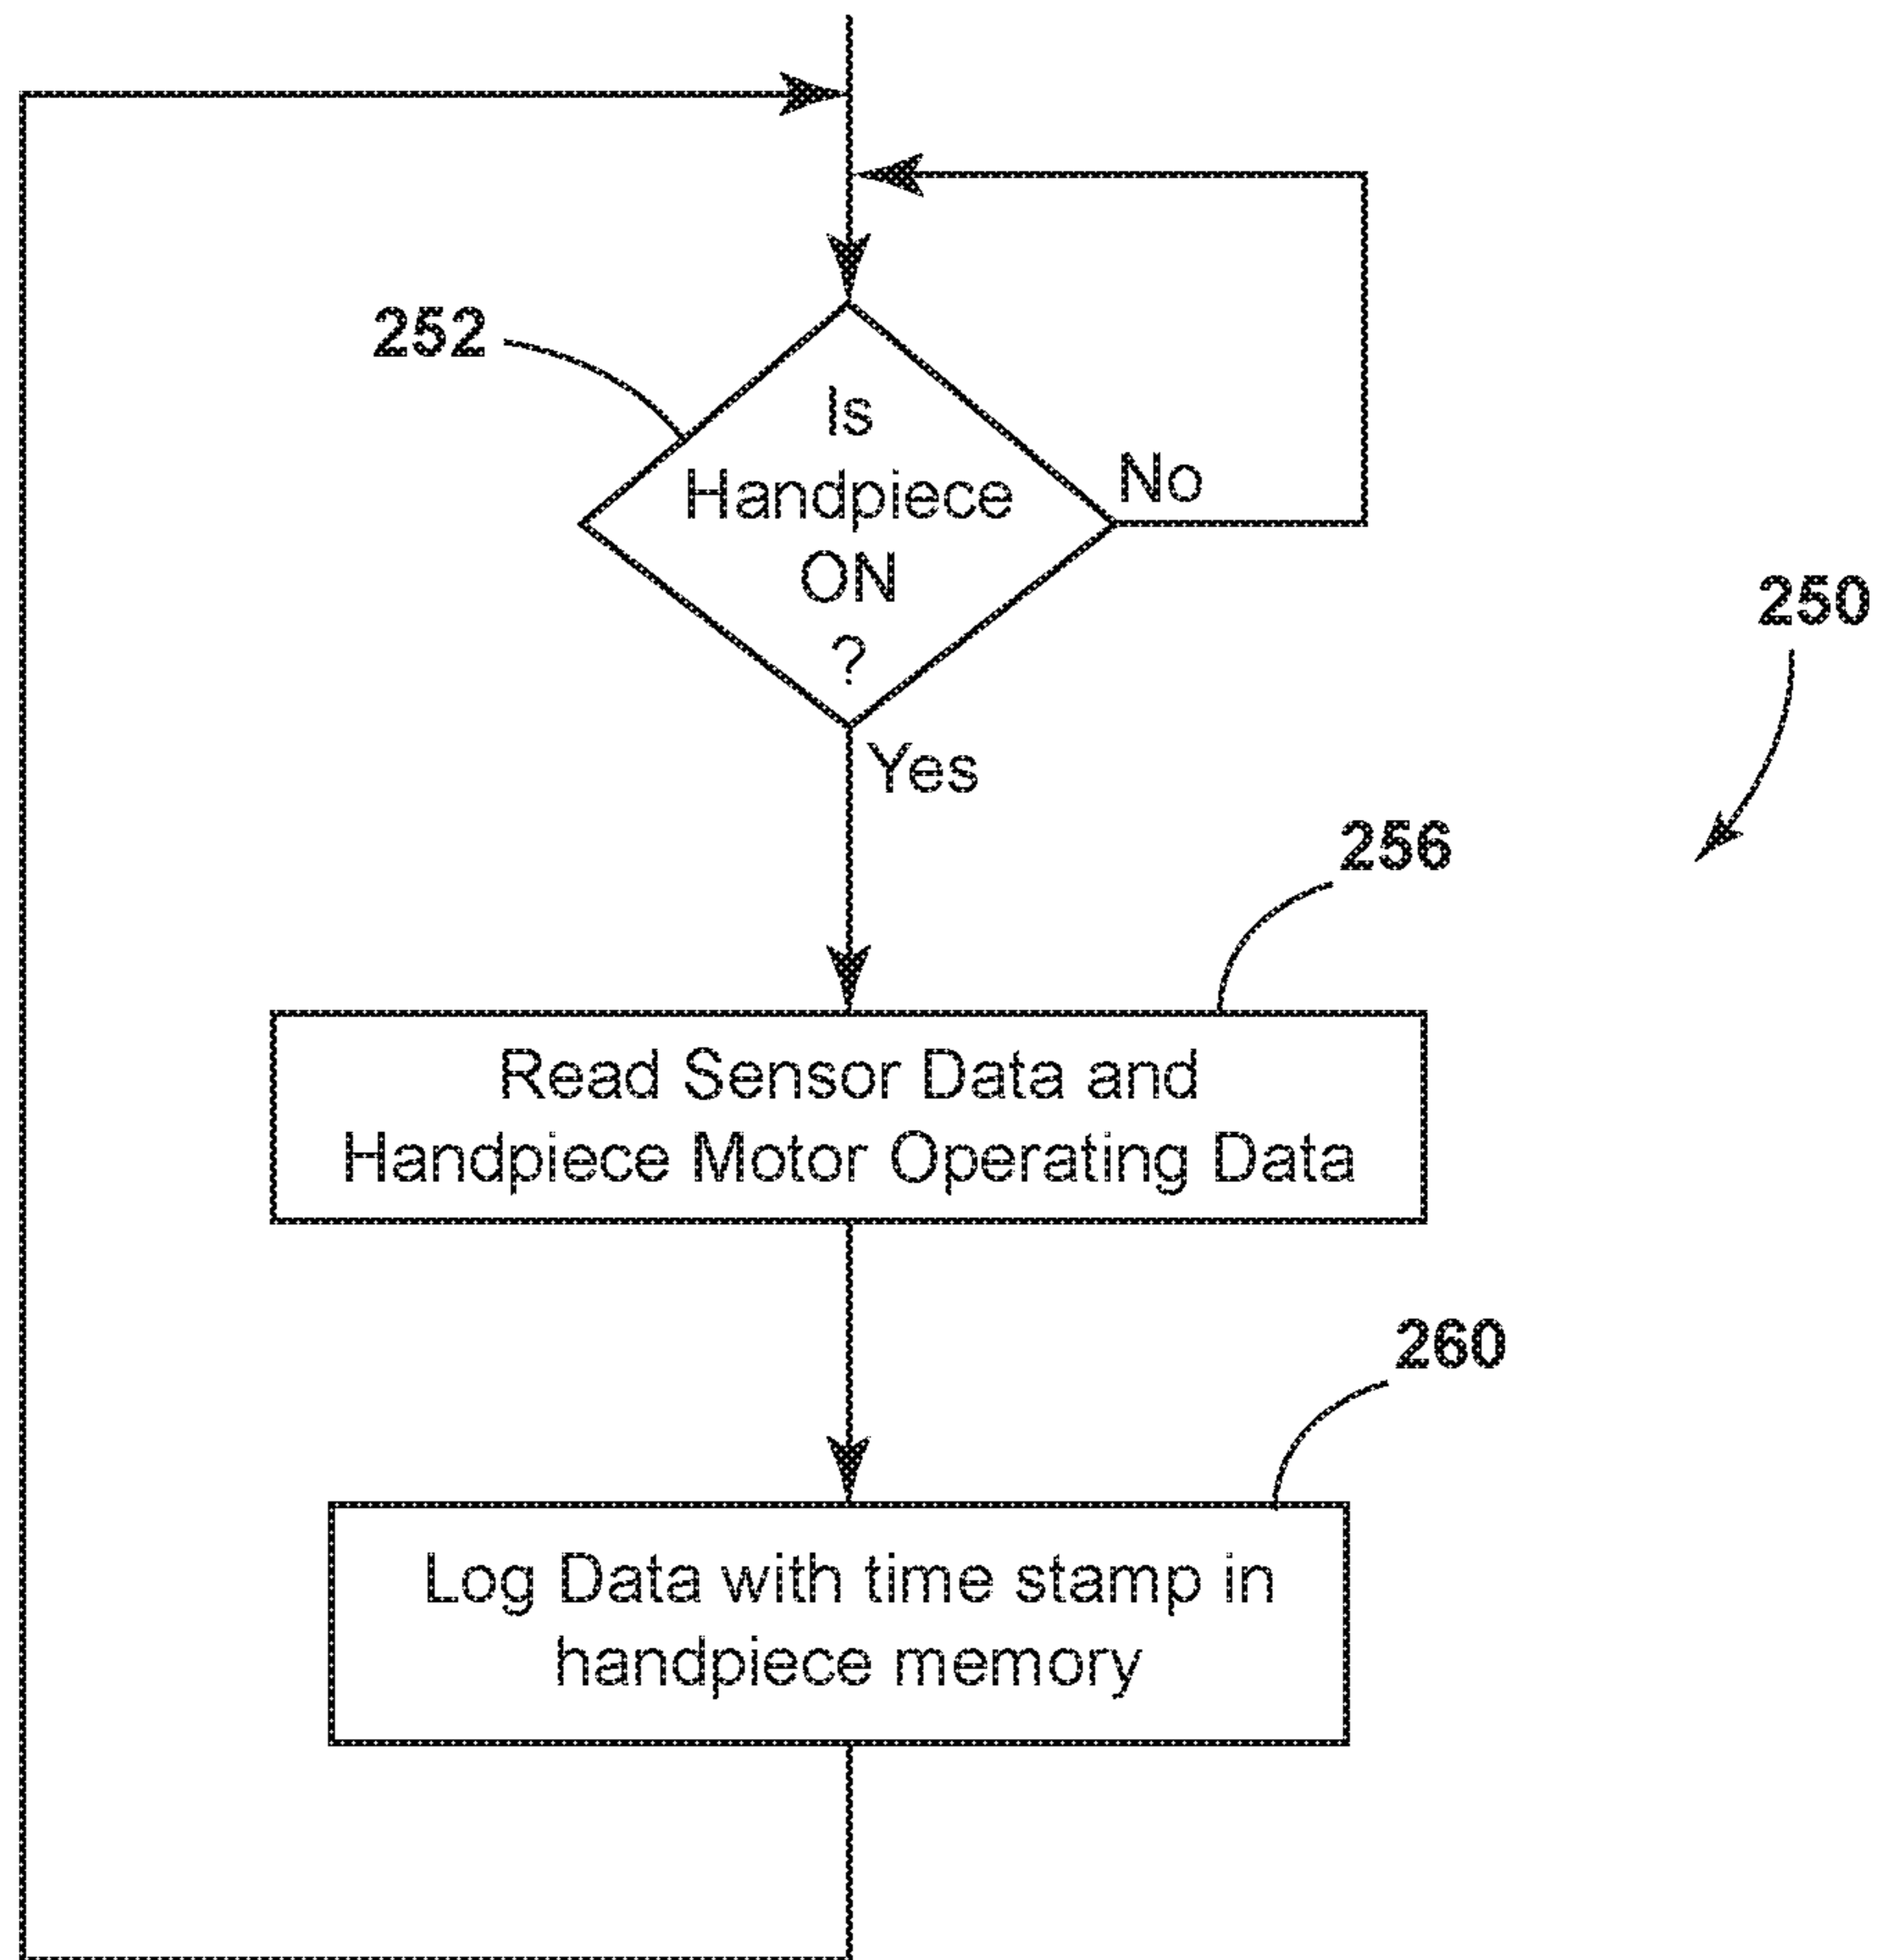 252
Is
Handpiece
ON
?
No
Yes
250
256
Read Sensor Data and
Handpiece Motor Operating Data
260
Log Data with time stamp in
handpiece memory